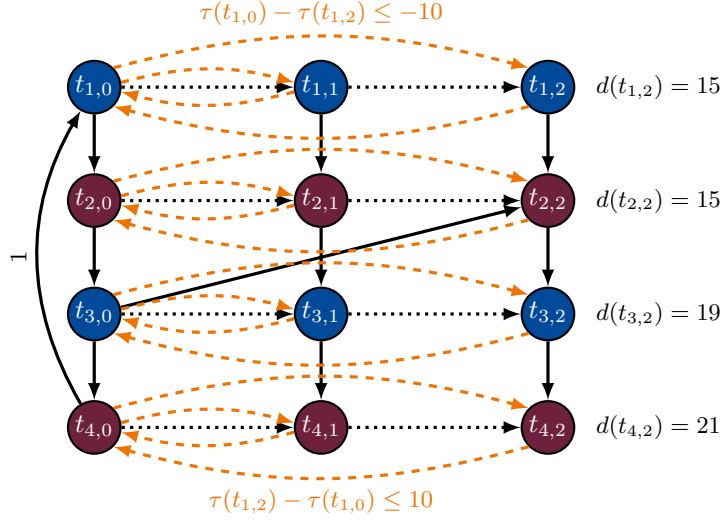 τ(t1,0) − τ(t1,2) ≤ −10
t1,0 t1,1 t1,2 d(t1,2) = 15
t2,0 t2,1 t2,2 d(t2,2) = 15
1
t3,0 t3,1 t3,2 d(t3,2) = 19
t4,0 t4,1 t4,2 d(t4,2) = 21
τ(t1,2) − τ(t1,0) ≤ 10